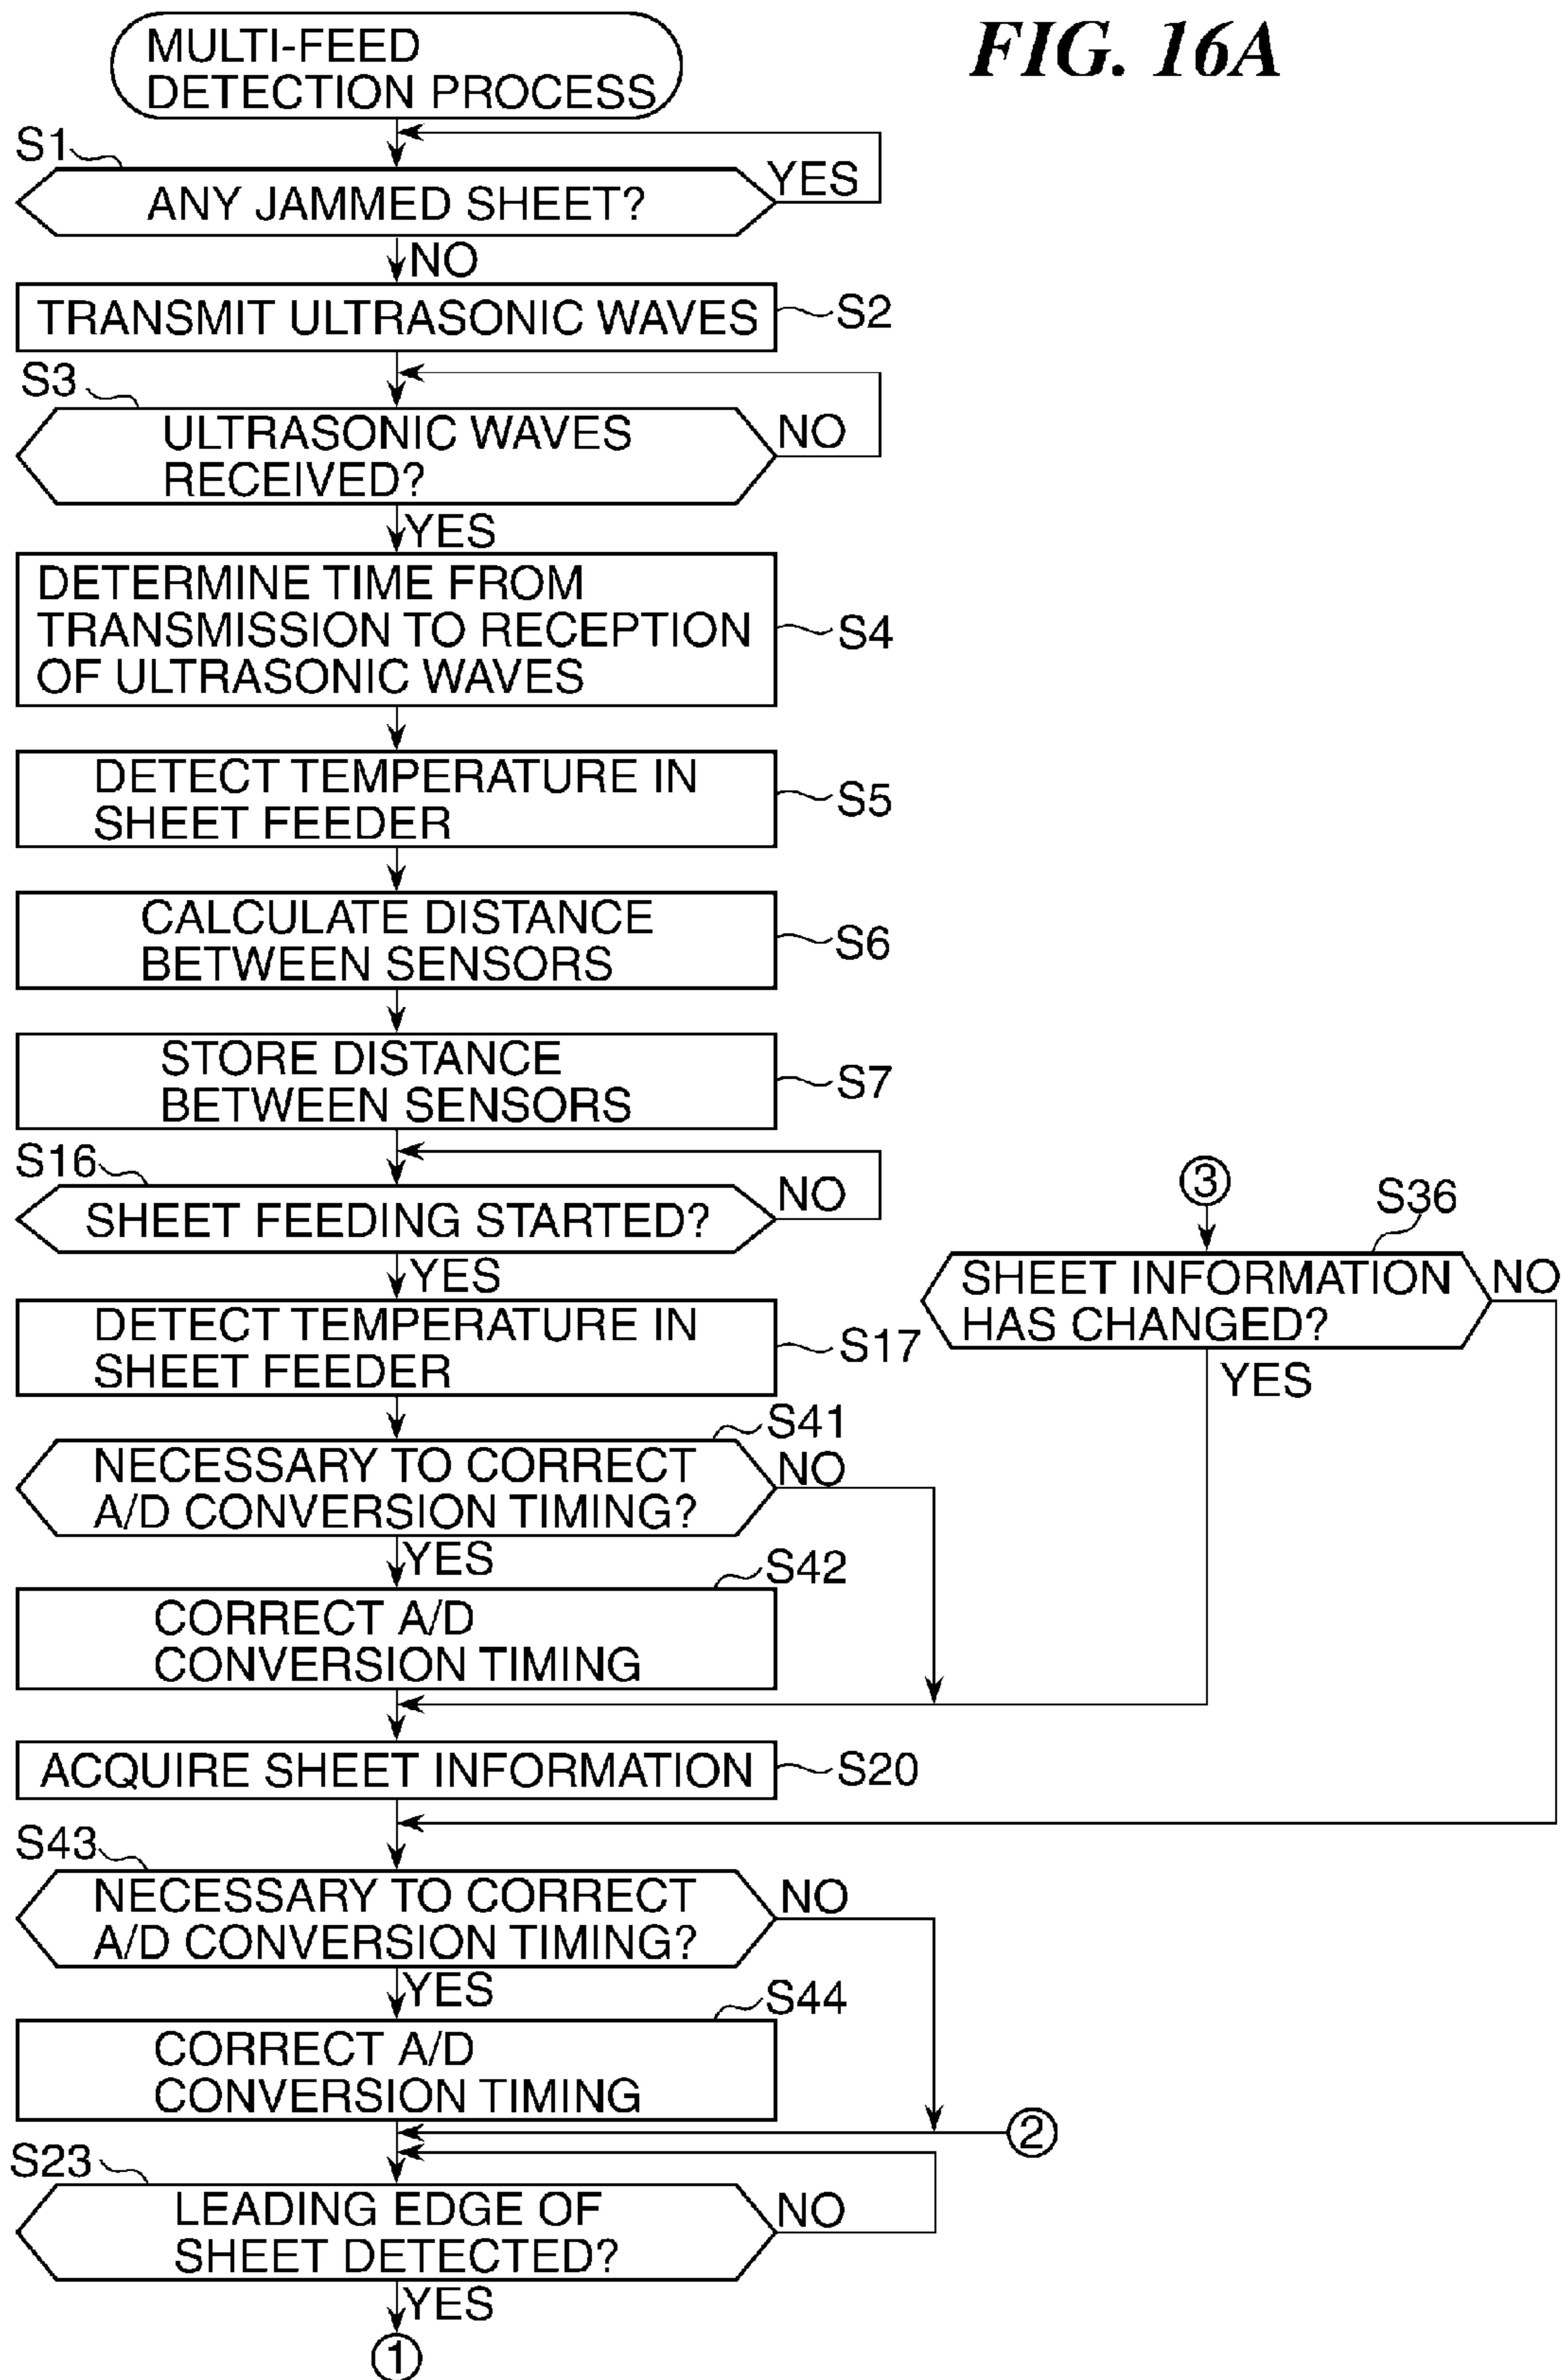 FIG. 16A
MULTI-FEED
DETECTION PROCESS
S1
ANY JAMMED SHEET?
YES
NO
TRANSMIT ULTRASONIC WAVES
S2
S3
ULTRASONIC WAVES
RECEIVED?
NO
YES
DETERMINE TIME FROM
TRANSMISSION TO RECEPTION
OF ULTRASONIC WAVES
S4
DETECT TEMPERATURE IN
SHEET FEEDER
S5
CALCULATE DISTANCE
BETWEEN SENSORS
S6
STORE DISTANCE
BETWEEN SENSORS
S7
S16
SHEET FEEDING STARTED?
NO
YES
DETECT TEMPERATURE IN
SHEET FEEDER
S17
3
S36
SHEET INFORMATION
HAS CHANGED?
NO
YES
S41
NECESSARY TO CORRECT
A/D CONVERSION TIMING?
NO
YES
S42
CORRECT A/D
CONVERSION TIMING
ACQUIRE SHEET INFORMATION
S20
S43
NECESSARY TO CORRECT
A/D CONVERSION TIMING?
NO
YES
S44
CORRECT A/D
CONVERSION TIMING
2
S23
LEADING EDGE OF
SHEET DETECTED?
NO
YES
1